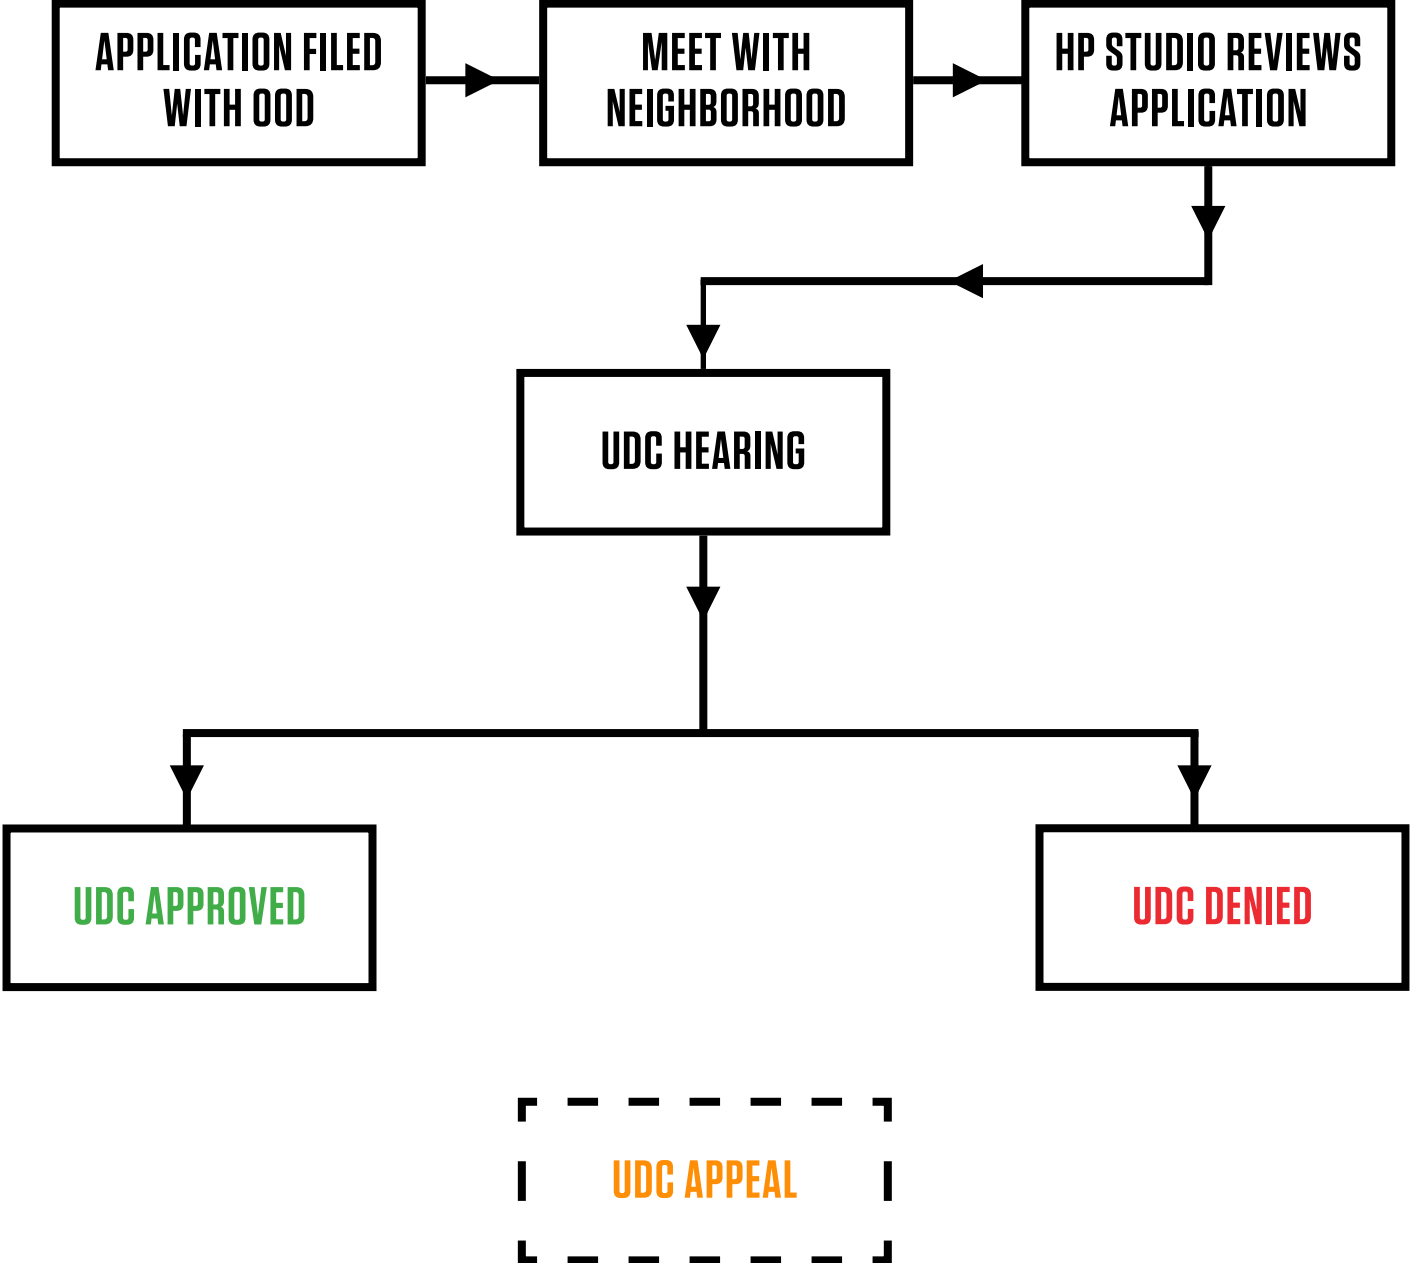 APPLICATION FILED
WITH OOD
MEET WITH
NEIGHBORHOOD
HP STUDIO REVIEWS
APPLICATION
UDC HEARING
UDC APPROVED
UDC DENIED
UDC APPEAL